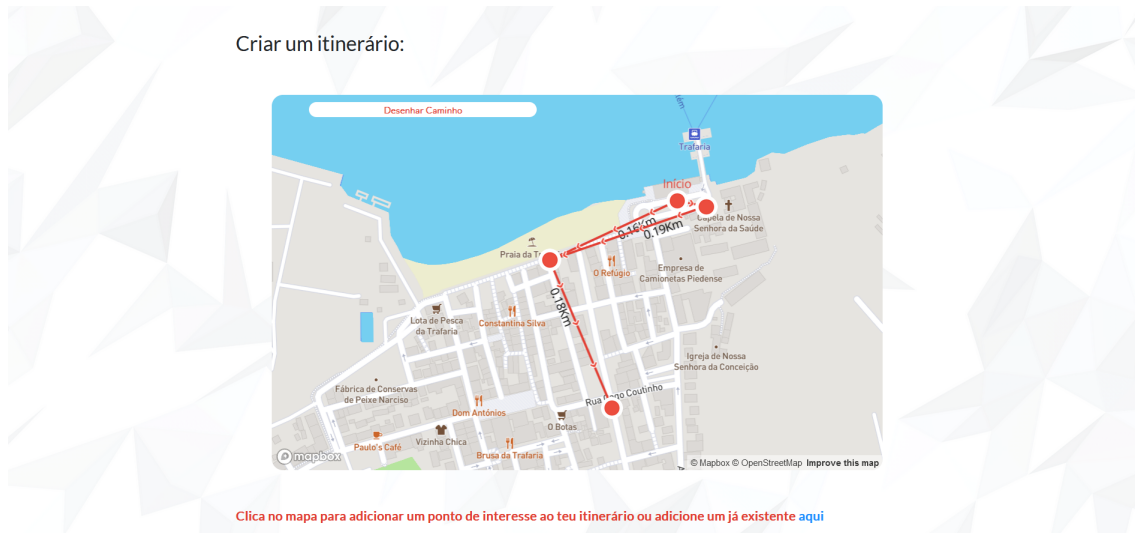 Criar um itinerário:
Desenhar Caminho
Trafaria
Início
0.16Km
0.19Km
Capela de Nossa
Senhora da Saúde
Praia da
O Refúgio
Empresa de
Camionetas Piedense
0.18Km
Lota de Pesca
da Trafaria
Constantina Silva
Igreja de Nossa
Senhora da Conceição
Fábrica de Conservas
de Peixe Narciso
Rua Coutinho
Dom Antónios
O Botas
Vizinha Chica
Paulo's Café
Brusa da Trafaria
mapbox
© Mapbox © OpenStreetMap Improve this map
Clica no mapa para adicionar um ponto de interesse ao teu itinerário ou adicione um já existente aqui